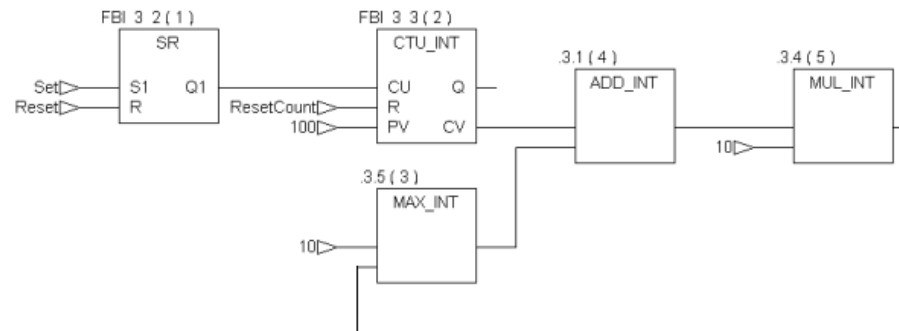 FBI 3 2 ( 1 )
SR
Set
S1
Q1
Reset
R
FBI 3 3 ( 2 )
CTU_INT
CU
Q
ResetCount
R
100
PV
CV
.3.1 ( 4 )
ADD_INT
.3.4 ( 5 )
MUL_INT
10
.3.5 ( 3 )
MAX_INT
10